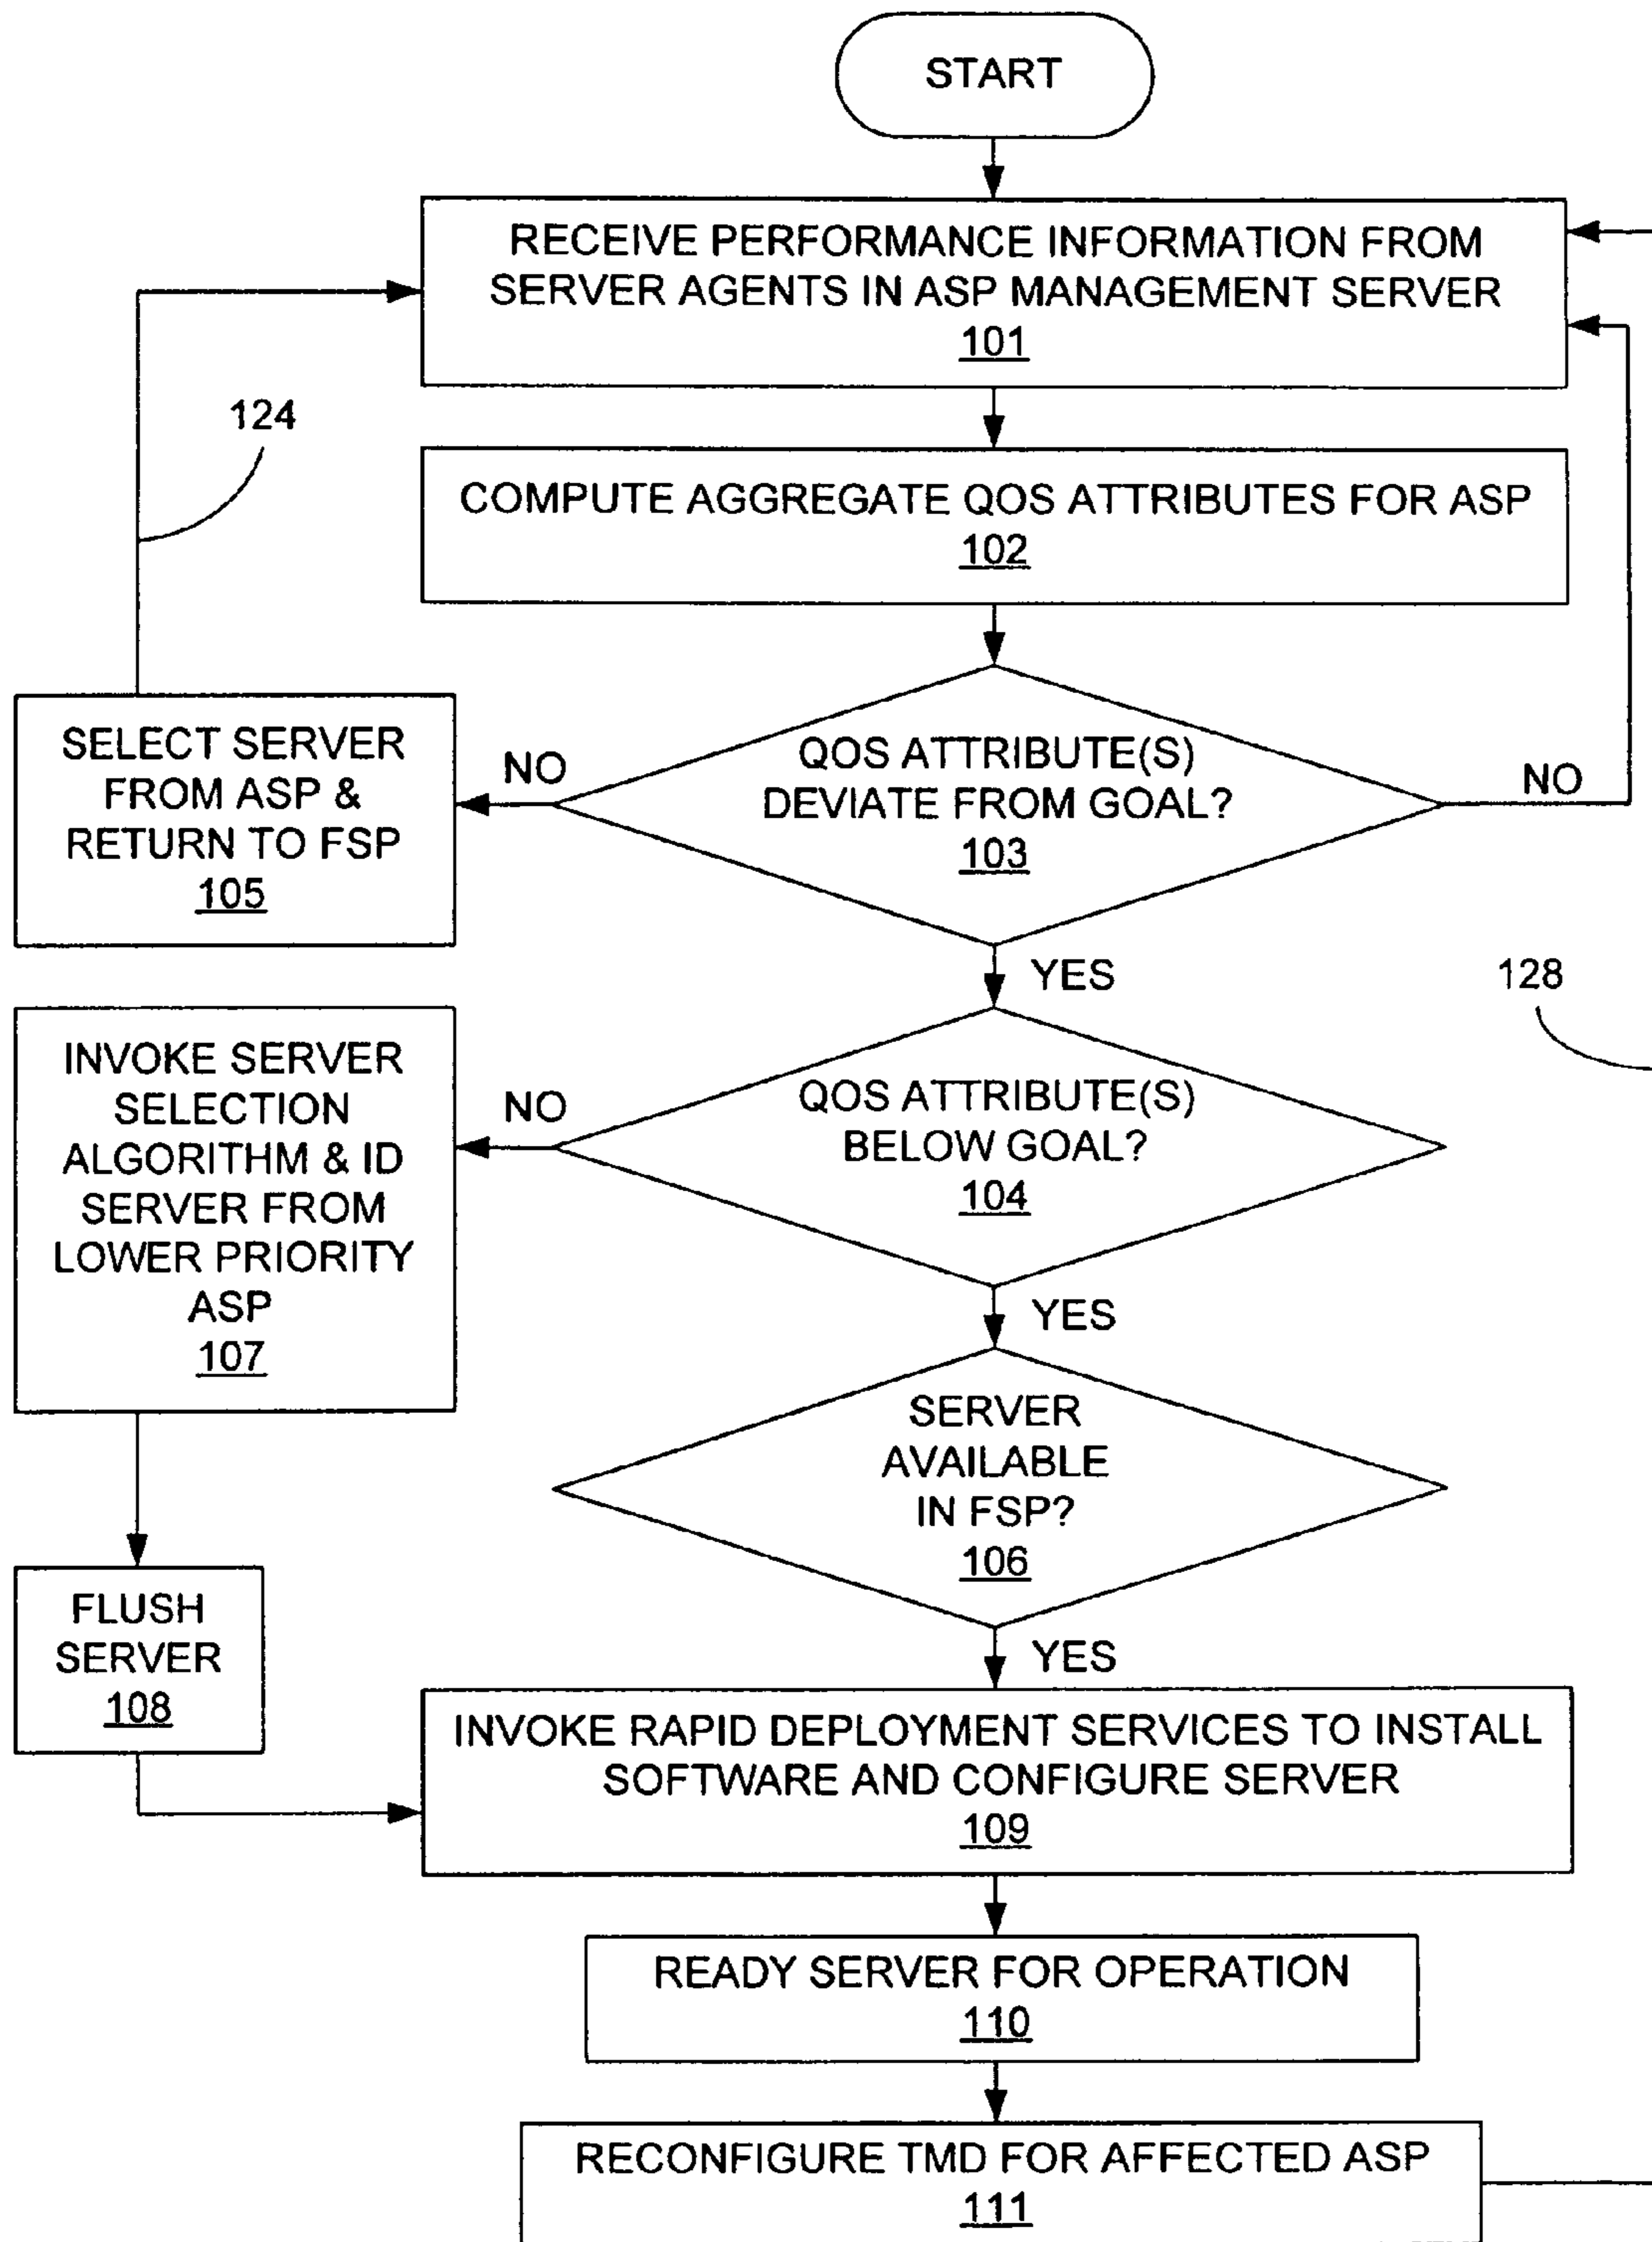 START
RECEIVE PERFORMANCE INFORMATION FROM
SERVER AGENTS IN ASP MANAGEMENT SERVER
101
124
COMPUTE AGGREGATE QOS ATTRIBUTES FOR ASP
102
SELECT SERVER
FROM ASP &
RETURN TO FSP
105
NO
QOS ATTRIBUTE(S)
DEVIATE FROM GOAL?
103
NO
YES
128
INVOKE SERVER
SELECTION
ALGORITHM & ID
SERVER FROM
LOWER PRIORITY
ASP
107
NO
QOS ATTRIBUTE(S)
BELOW GOAL?
104
YES
SERVER
AVAILABLE
IN FSP?
106
YES
FLUSH
SERVER
108
INVOKE RAPID DEPLOYMENT SERVICES TO INSTALL
SOFTWARE AND CONFIGURE SERVER
109
READY SERVER FOR OPERATION
110
RECONFIGURE TMD FOR AFFECTED ASP
111